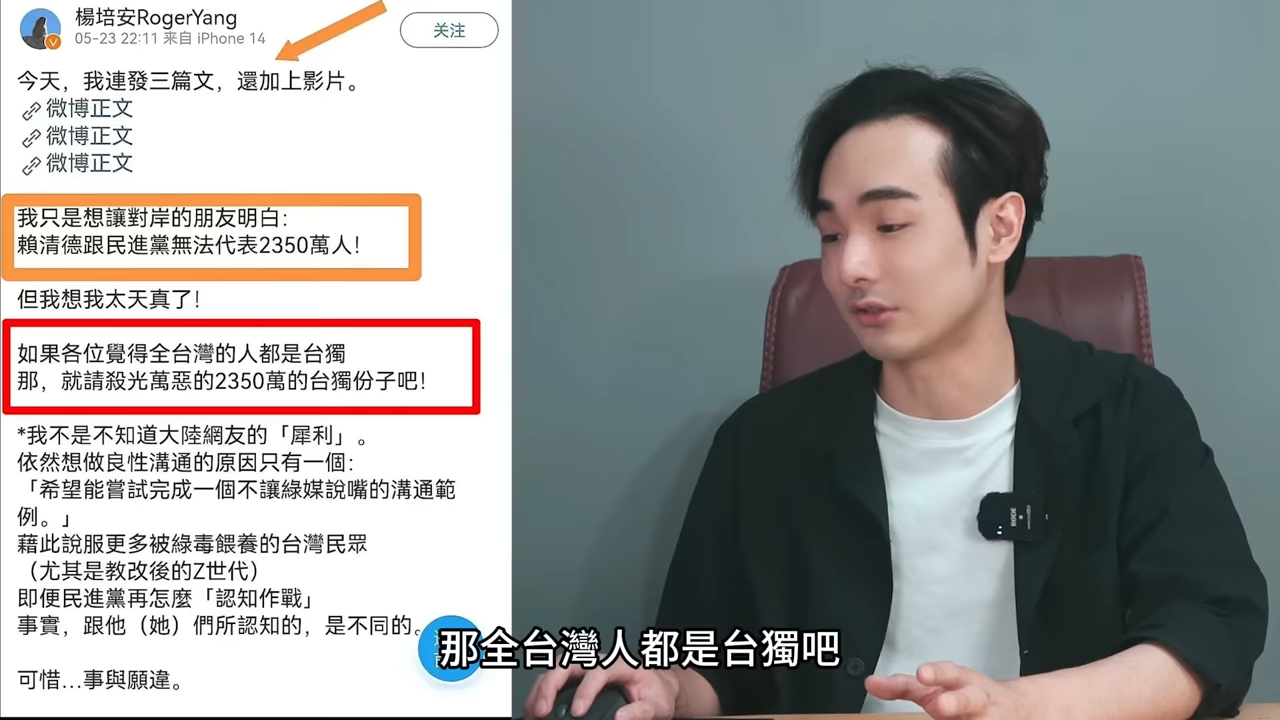 楊培安RogerYang
05-23 22:11 來自 iPhone 14
关注
今天，我連發三篇文，還加上影片。
微博正文
微博正文
微博正文
我只是想讓對岸的朋友明白：
賴清德跟民進黨無法代表2350萬人！
但我想我太天真了！
如果各位覺得全台灣的人都是台獨
那，就請殺光萬惡的2350萬的台獨份子吧！
*我不是不知道大陸網友的「犀利」。
依然想做良性溝通的原因只有一個：
「希望能嘗試完成一個不讓綠媒說嘴的溝通範
例。」
藉此說服更多被綠毒餵養的台灣民眾
（尤其是教改後的Z世代）
即便民進黨再怎麼「認知作戰」
事實，跟他（她）們所認知的，是不同的。
可惜...事與願違。
RØDE
那全台灣人都是台獨吧